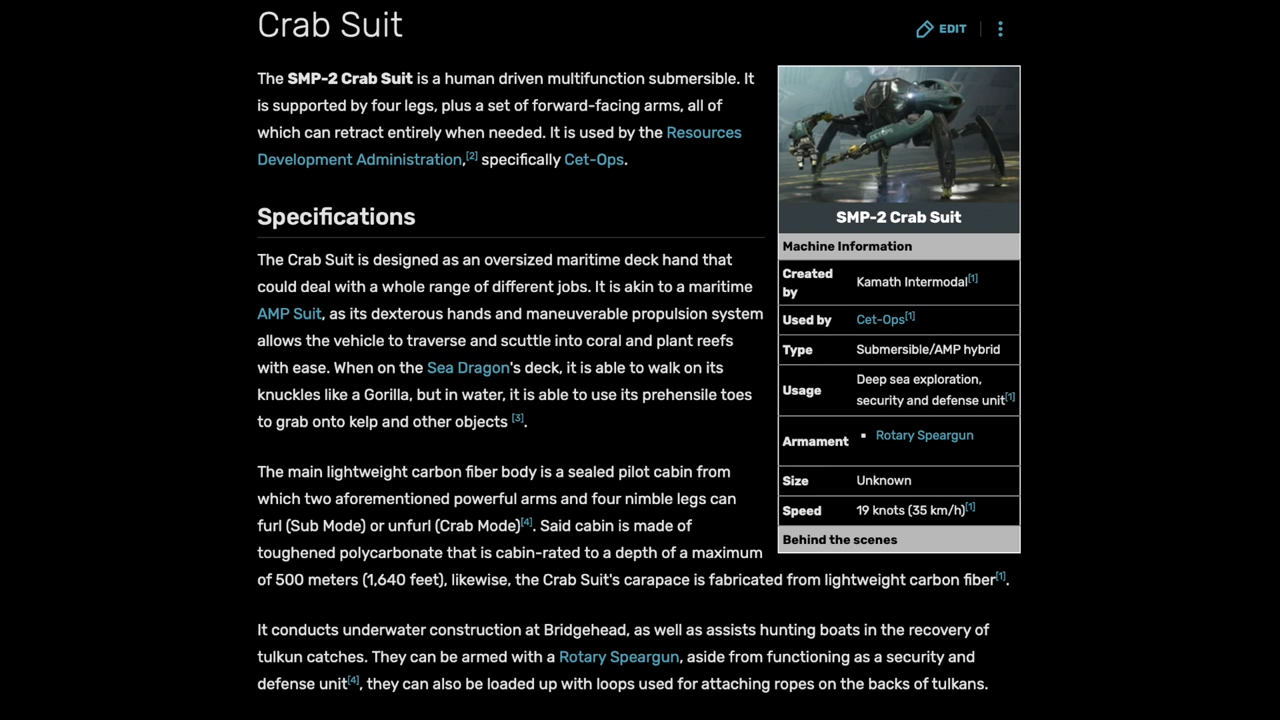 Crab Suit
EDIT
The SMP-2 Crab Suit is a human driven multifunction submersible. It
is supported by four legs, plus a set of forward-facing arms, all of
which can retract entirely when needed. It is used by the Resources
Development Administration,[2] specifically Cet-Ops.
Specifications
The Crab Suit is designed as an oversized maritime deck hand that
could deal with a whole range of different jobs. It is akin to a maritime
AMP Suit, as its dexterous hands and maneuverable propulsion system
allows the vehicle to traverse and scuttle into coral and plant reefs
with ease. When on the Sea Dragon's deck, it is able to walk on its
knuckles like a Gorilla, but in water, it is able to use its prehensile toes
to grab onto kelp and other objects [3].
The main lightweight carbon fiber body is a sealed pilot cabin from
which two aforementioned powerful arms and four nimble legs can
furl (Sub Mode) or unfurl (Crab Mode)[4]. Said cabin is made of
toughened polycarbonate that is cabin-rated to a depth of a maximum
of 500 meters (1,640 feet), likewise, the Crab Suit's carapace is fabricated from lightweight carbon fiber[1].
It conducts underwater construction at Bridgehead, as well as assists hunting boats in the recovery of
tulkun catches. They can be armed with a Rotary Speargun, aside from functioning as a security and
defense unit[4], they can also be loaded up with loops used for attaching ropes on the backs of tulkans.
SMP-2 Crab Suit
Machine Information
Created by Kamath Intermodal[1]
Used by Cet-Ops[1]
Type Submersible/AMP hybrid
Usage Deep sea exploration,
security and defense unit[1]
Armament ▪ Rotary Speargun
Size Unknown
Speed 19 knots (35 km/h)[1]
Behind the scenes